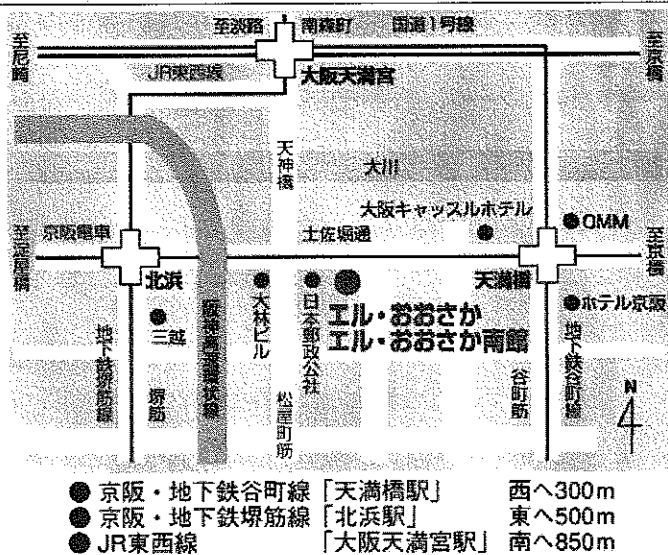 至淡路
南森町
国道1号線
至尼崎
至京橋
JR東西線
大阪天満宮
天神橋
大川
大阪キャッスルホテル
OMM
京阪電車
土佐堀通
至淀屋橋
至京橋
北浜
天満橋
三越
大林ビル
日本郵政公社
エル・おおさか
エル・おおさか南館
ホテル京阪
地下鉄堺筋線
堺筋
阪神高速環状線
松屋町筋
谷町筋
地下鉄谷町線
N
●京阪・地下鉄谷町線「天満橋駅」 西へ300m
●京阪・地下鉄堺筋線「北浜駅」 東へ500m
●JR東西線 「大阪天満宮駅」 南へ850m